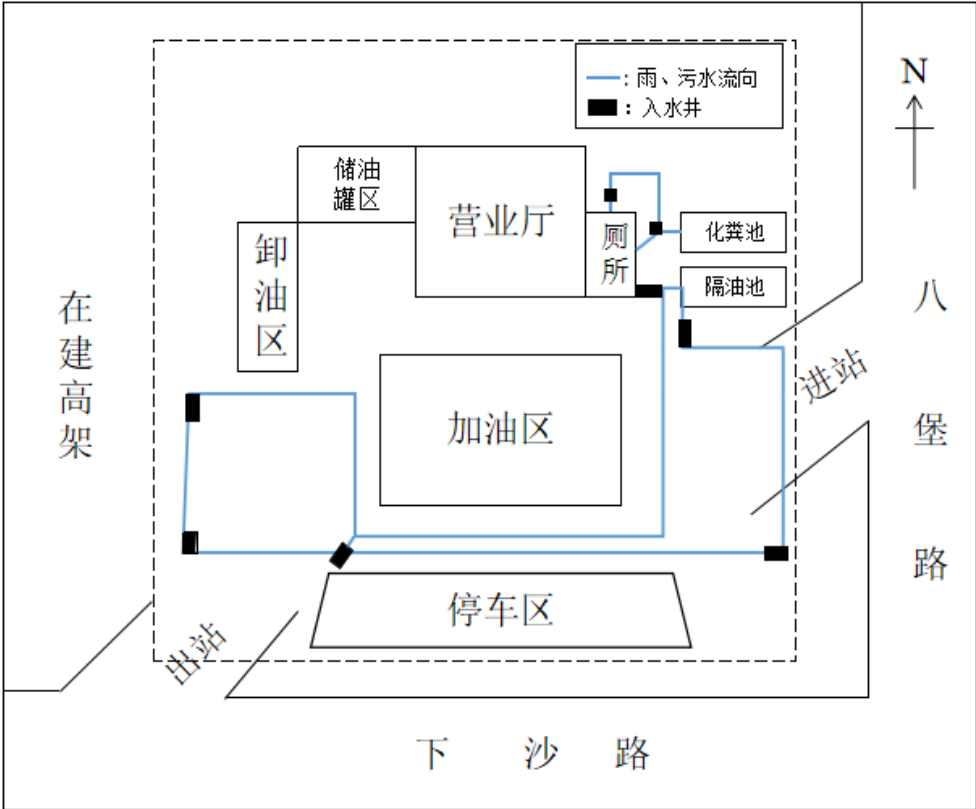 ——：雨、污水流向
：入水井
N
储油
罐区
营业厅
厕所
化粪池
隔油池
卸油区
在建高架
加油区
进站
八堡路
停车区
出站
下沙路